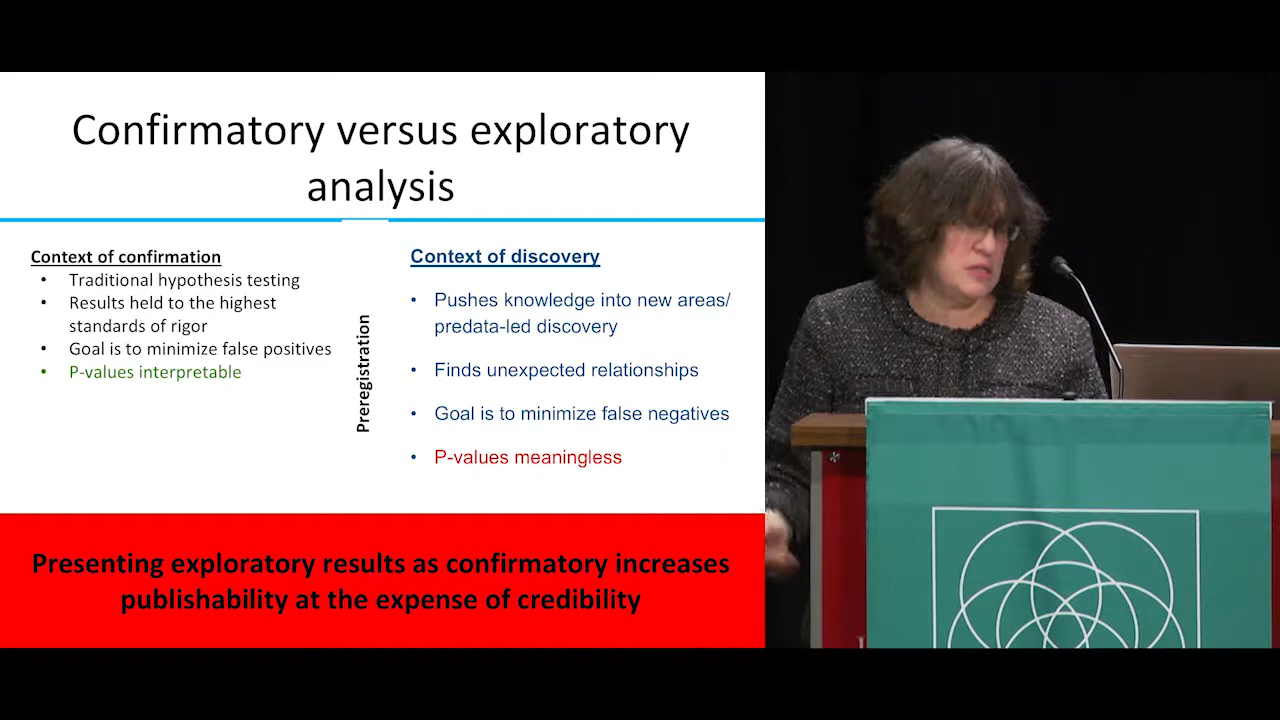 Confirmatory versus exploratory
analysis
Context of confirmation
• Traditional hypothesis testing
• Results held to the highest
standards of rigor
• Goal is to minimize false positives
• P-values interpretable
Preregistration
Context of discovery
• Pushes knowledge into new areas/
predata-led discovery
• Finds unexpected relationships
• Goal is to minimize false negatives
• P-values meaningless
Presenting exploratory results as confirmatory increases
publishability at the expense of credibility